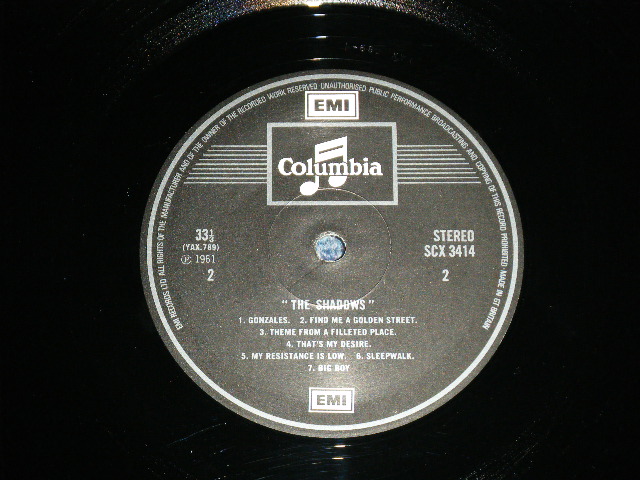 EMI RECORDS LTD ALL RIGHTS OF THE MANUFACTURER AND OF THE OWNER OF THE RECORDED WORK RESERVED UNAUTHORISED PUBLIC PERFORMANCE BROADCASTING AND COPYING OF THIS RECORD PROHIBITED MADE IN GT BRITAIN
EMI
Columbia
33⅓
(YAX.789)
℗ 1961
2
STEREO
SCX 3414
2
"THE SHADOWS"
1. GONZALES. 2. FIND ME A GOLDEN STREET.
3. THEME FROM A FILLETED PLACE.
4. THAT'S MY DESIRE.
5. MY RESISTANCE IS LOW. 6. SLEEPWALK.
7. BIG BOY
EMI